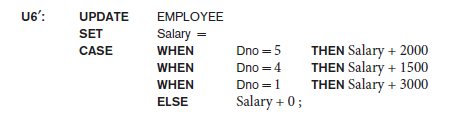 U6′: UPDATE EMPLOYEE
SET Salary =
CASE WHEN Dno = 5 THEN Salary + 2000
WHEN Dno = 4 THEN Salary + 1500
WHEN Dno = 1 THEN Salary + 3000
ELSE Salary + 0 ;